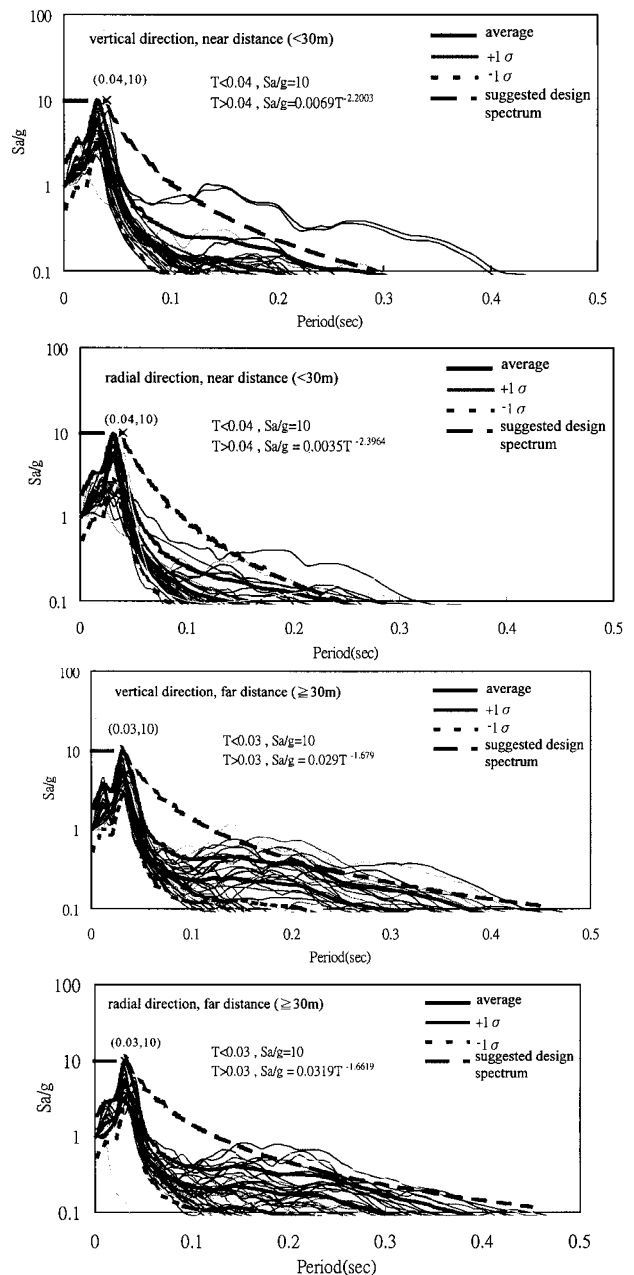 vertical direction, near distance (<30m)
average
+1 σ
-1 σ
suggested design
spectrum
(0.04,10)
T<0.04 , Sa/g=10
T>0.04 , Sa/g=0.0069T-2.2003
100
10
1
0.1
Sa/g
0 0.1 0.2 0.3 0.4 0.5
Period(sec)
radial direction, near distance (<30m)
average
+1 σ
-1 σ
suggested design
spectrum
(0.04,10)
T<0.04 , Sa/g=10
T>0.04 , Sa/g = 0.0035T-2.3964
100
10
1
0.1
Sa/g
0 0.1 0.2 0.3 0.4 0.5
Period(sec)
vertical direction, far distance (≧30m)
average
+1 σ
-1 σ
suggested design
spectrum
(0.03,10)
T<0.03 , Sa/g=10
T>0.03 , Sa/g = 0.029T-1.679
100
10
1
0.1
Sa/g
0 0.1 0.2 0.3 0.4 0.5
Period(sec)
radial direction, far distance (≧30m)
average
+1 σ
-1 σ
suggested design
spectrum
(0.03,10)
T<0.03 , Sa/g=10
T>0.03 , Sa/g = 0.0319T-1.6619
100
10
1
0.1
Sa/g
0 0.1 0.2 0.3 0.4 0.5
Period(sec)